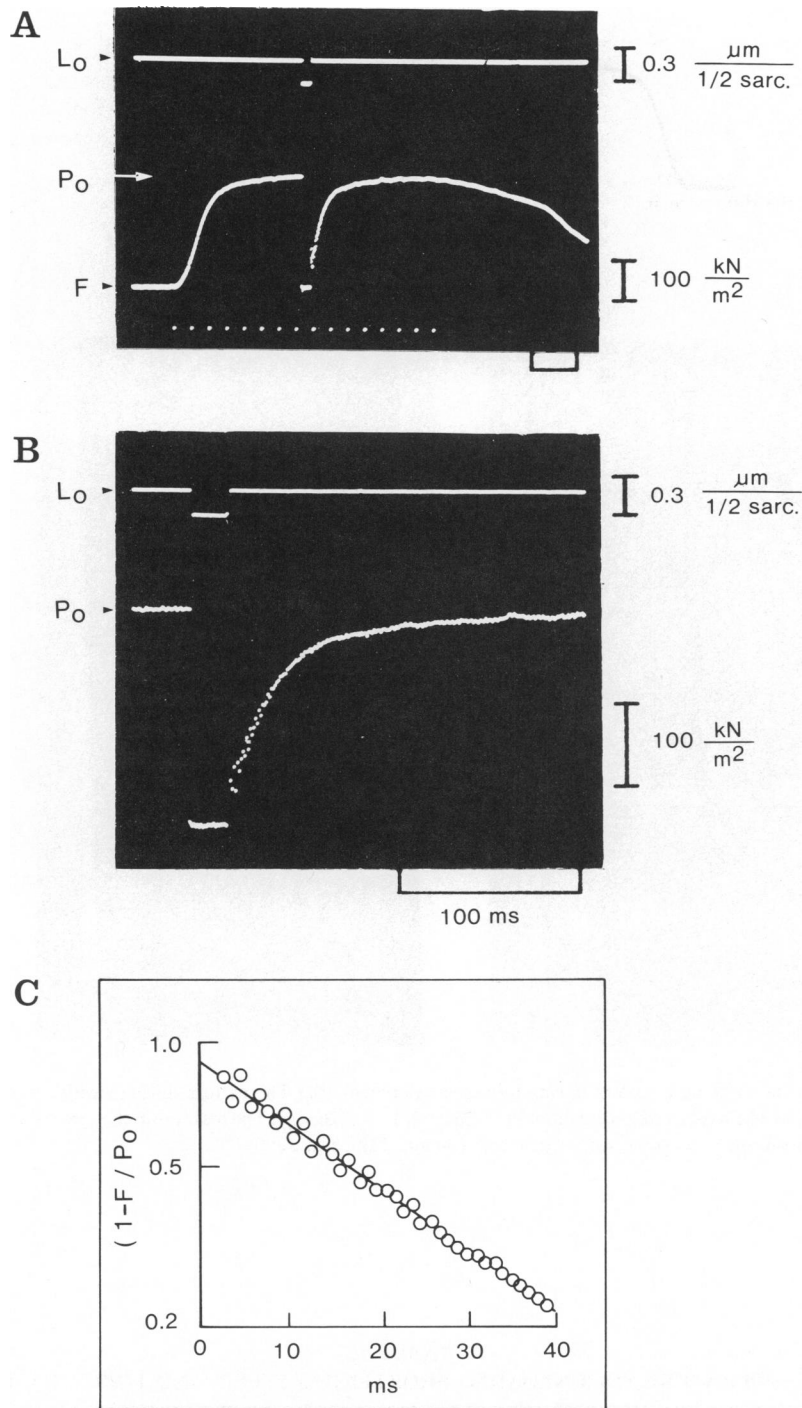 A
Lo
0.3 μm
1/2 sarc.
Po
F
100 kN
m2
B
Lo
0.3 μm
1/2 sarc.
Po
100 kN
m2
100 ms
C
1.0
0.5
0.2
(1-F / Po)
0
10
20
30
40
ms